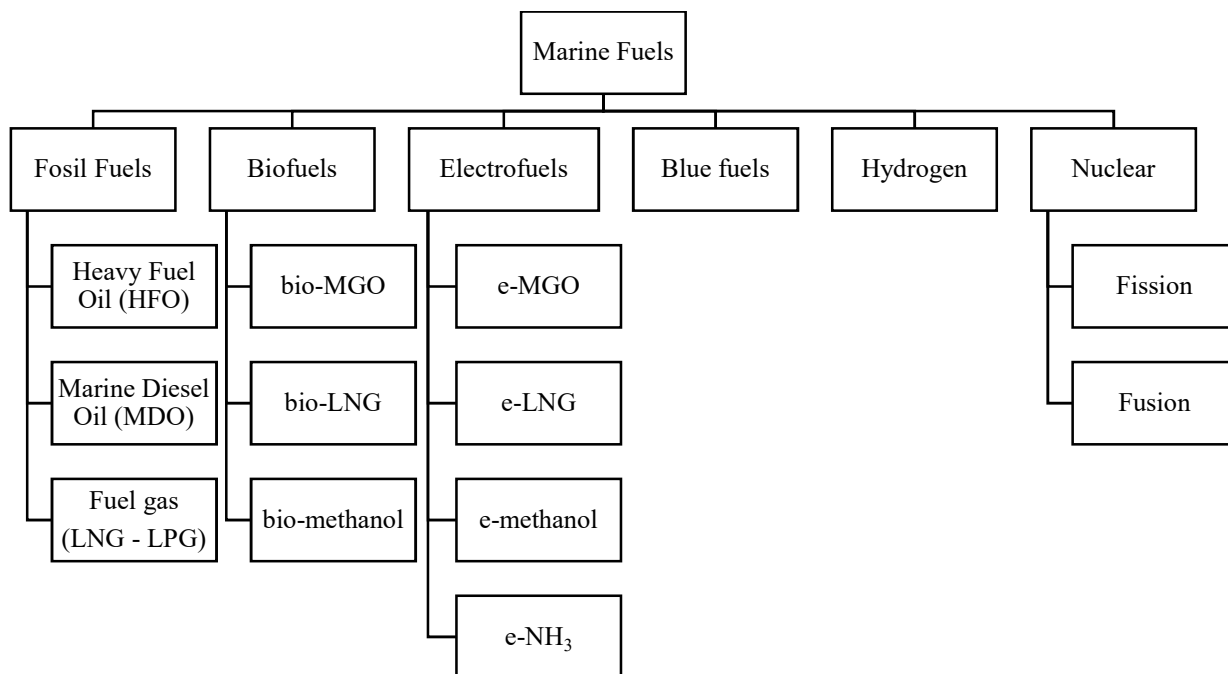 Marine Fuels
Fosil Fuels
Biofuels
Electrofuels
Blue fuels
Hydrogen
Nuclear
Heavy Fuel
Oil (HFO)
bio-MGO
e-MGO
Fission
Marine Diesel
Oil (MDO)
bio-LNG
e-LNG
Fusion
Fuel gas
(LNG - LPG)
bio-methanol
e-methanol
e-NH₃